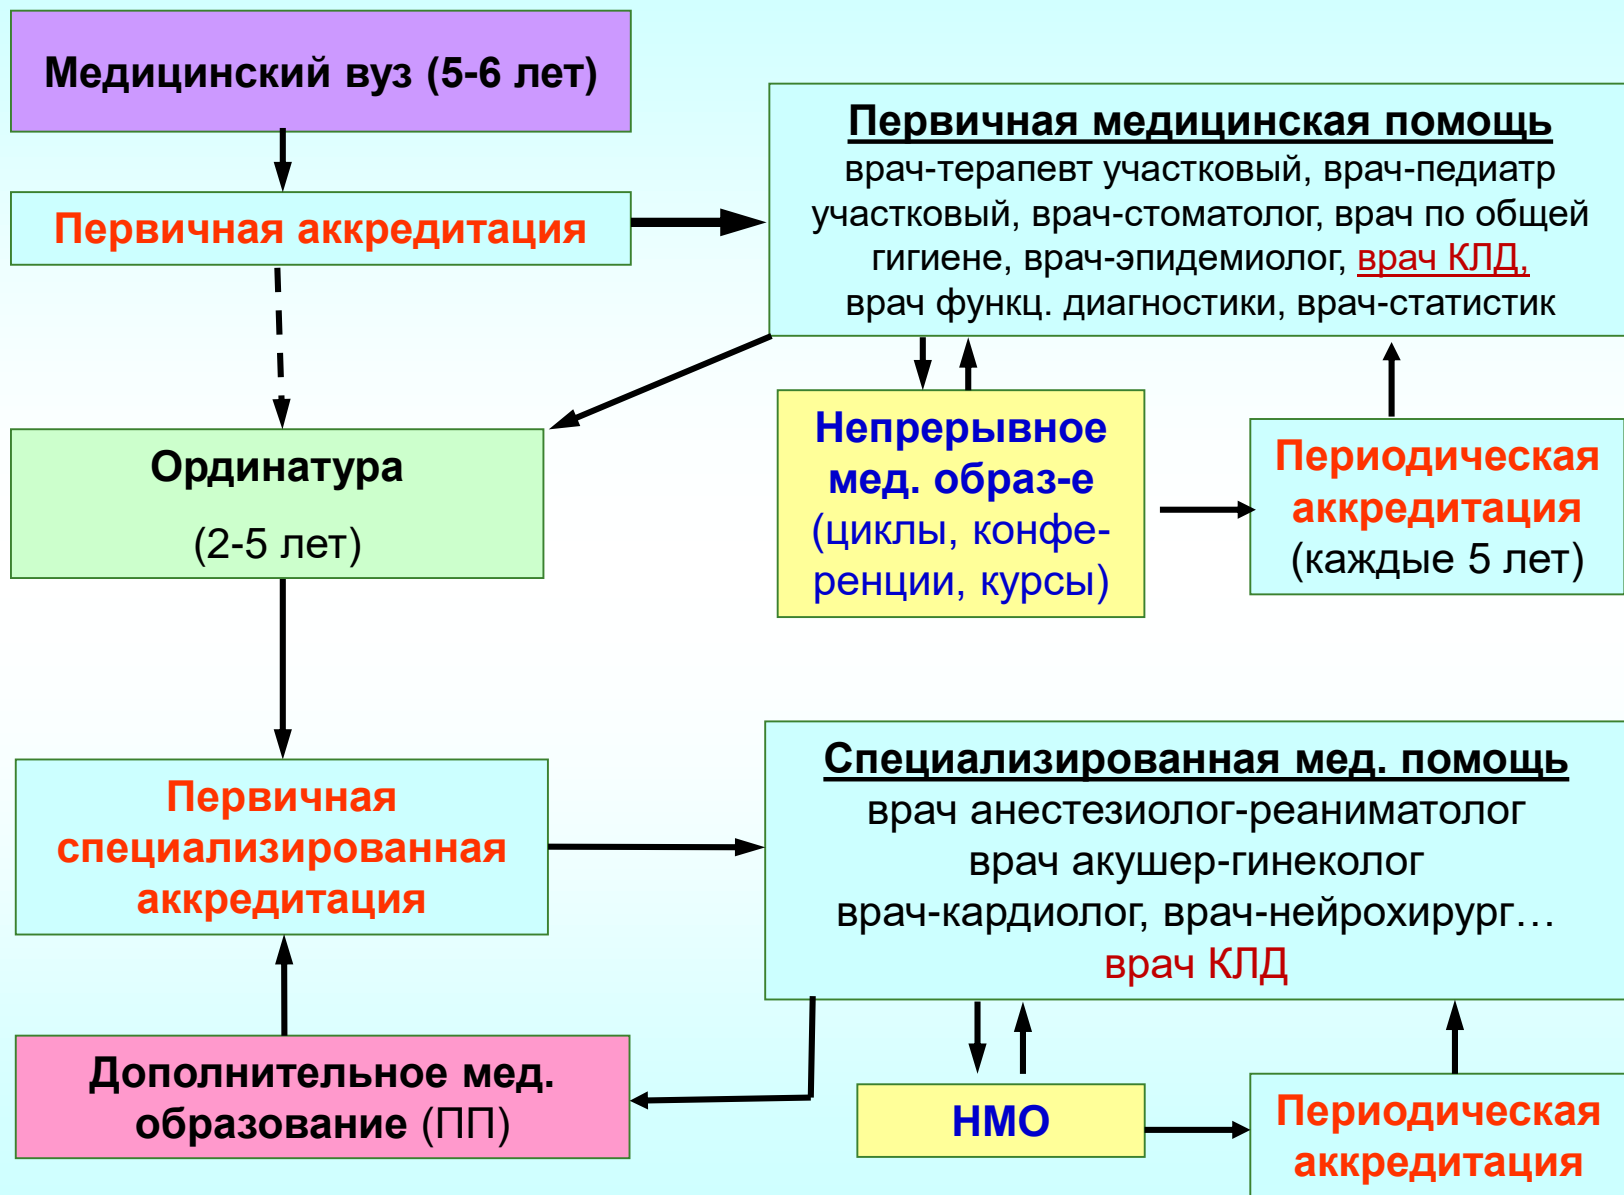 Медицинский вуз (5-6 лет)
Первичная аккредитация
Первичная медицинская помощь
врач-терапевт участковый, врач-педиатр
участковый, врач-стоматолог, врач по общей
гигиене, врач-эпидемиолог, врач КЛД,
врач функц. диагностики, врач-статистик
Ординатура
(2-5 лет)
Непрерывное
мед. образ-е
(циклы, конфе-
ренции, курсы)
Периодическая
аккредитация
(каждые 5 лет)
Первичная
специализированная
аккредитация
Специализированная мед. помощь
врач анестезиолог-реаниматолог
врач акушер-гинеколог
врач-кардиолог, врач-нейрохирург…
врач КЛД
Дополнительное мед.
образование (ПП)
НМО
Периодическая
аккредитация